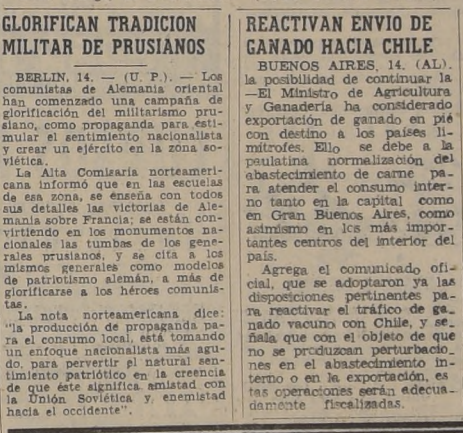 GLORIFICAN TRADICION
MILITAR DE PRUSIANOS
BERLIN, 14. — (U. P.). — Los
comunistas de Alemania oriental
han comenzado una campaña de
glorificación del militarismo pru-
siano, como propaganda para esti-
mular el sentimiento nacionalista
y crear un ejército en la zona so-
viética.
La Alta Comisaría norteameri-
cana informó que en las escuelas
de esa zona, se enseña con todos
sus detalles las victorias de Ale-
mania sobre Francia; se están con-
virtiendo en los monumentos na-
cionales las tumbas de los gene-
rales prusianos, y se cita a los
mismos generales como modelos
de patriotismo alemán, a más de
glorificarse a los héroes comunis-
tas.
La nota norteamericana dice:
"la producción de propaganda pa-
ra el consumo local, está tomando
un enfoque nacionalista más agu-
do, para pervertir el natural sen-
timiento patriótico en la creencia
de que éste significa amistad con
la Unión Soviética y, enemistad
hacia el occidente".
REACTIVAN ENVIO DE
GANADO HACIA CHILE
BUENOS AIRES, 14. (AL).
la posibilidad de continuar la
—El Ministro de Agricultura
y Ganadería ha considerado
exportación de ganado en pié
con destino a los países li-
mítrofes. Ello se debe a la
paulatina normalización del
abastecimiento de carne pa-
ra atender el consumo inter-
no tanto en la capital como
en Gran Buenos Aires, como
asimismo en los más impor-
tantes centros del interior del
país.
Agrega el comunicado ofi-
cial, que se adoptaron ya las
disposiciones pertinentes pa-
ra reactivar el tráfico de ga-
nado vacuno con Chile, y se-
ñala que con el objeto de que
no se produzcan perturbacio-
nes en el abastecimiento in-
terno o en la exportación, es
tas operaciones serán adecua-
damente fiscalizadas.